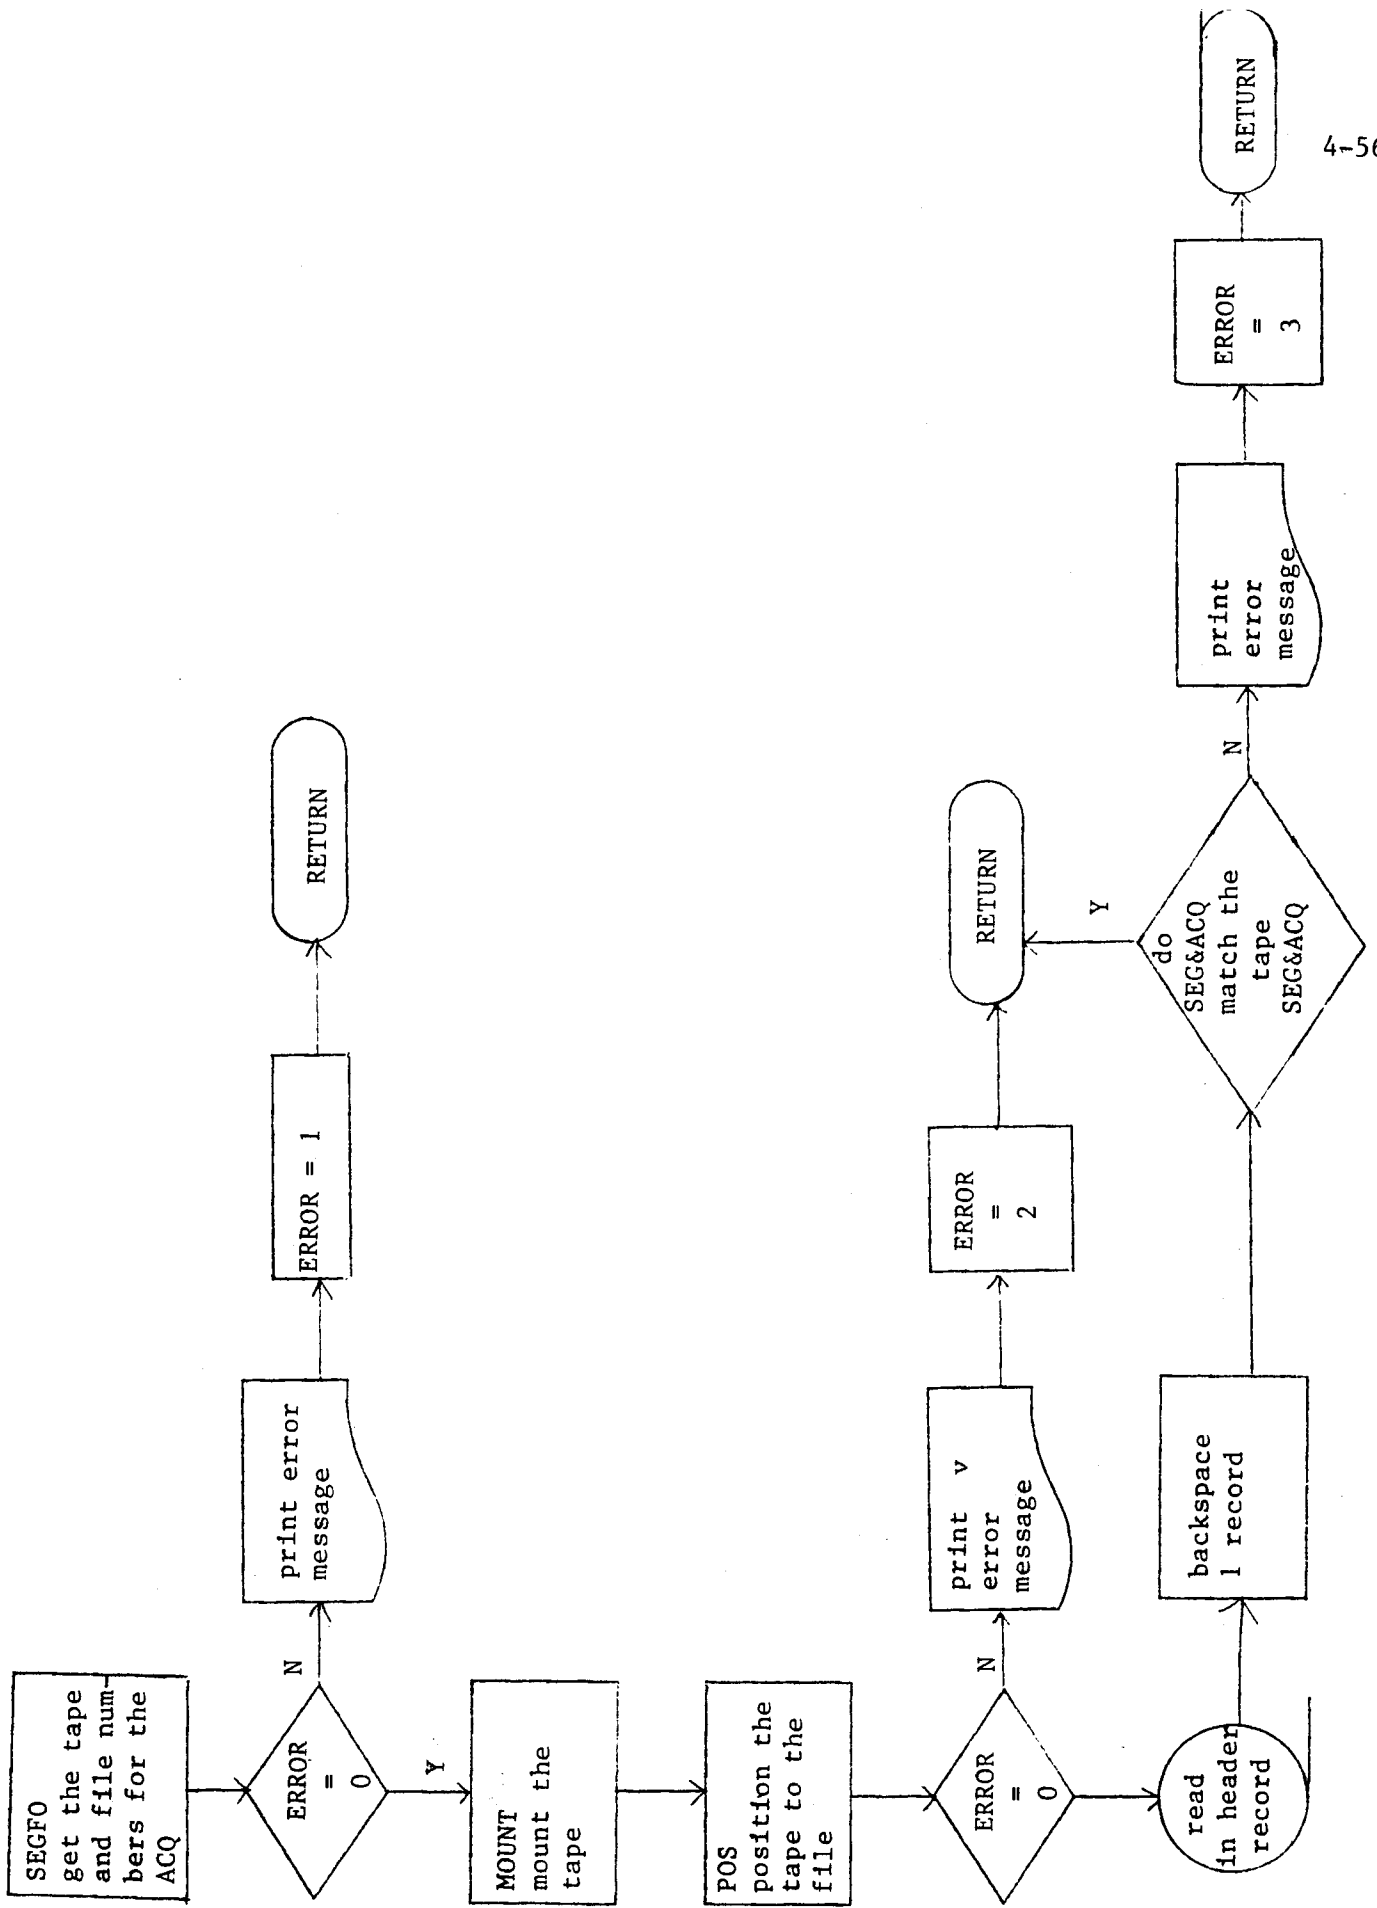 SEGFO
get the tape
and file num-
bers for the
ACQ
ERROR
=
0
N
print error
message
ERROR = 1
RETURN
Y
MOUNT
mount the
tape
POS
position the
tape to the
file
ERROR
=
0
N
print v
error
message
ERROR
=
2
RETURN
read
in header
record
backspace
1 record
do
SEG&ACQ
match the
tape
SEG&ACQ
Y
N
print
error
message
ERROR
=
3
RETURN
4-56